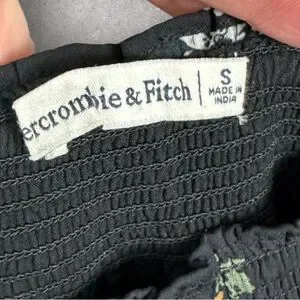 ercrombie & Fitch
S
MADE IN
INDIA